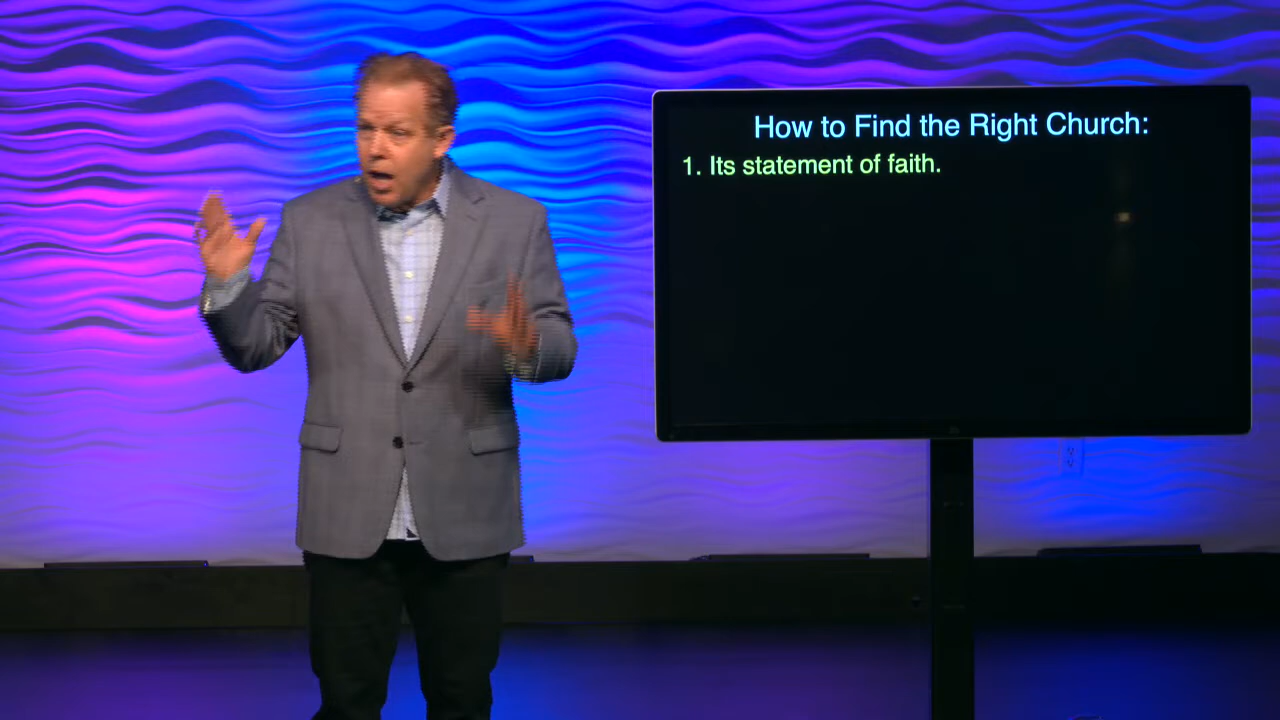 How to Find the Right Church:
1. Its statement of faith.